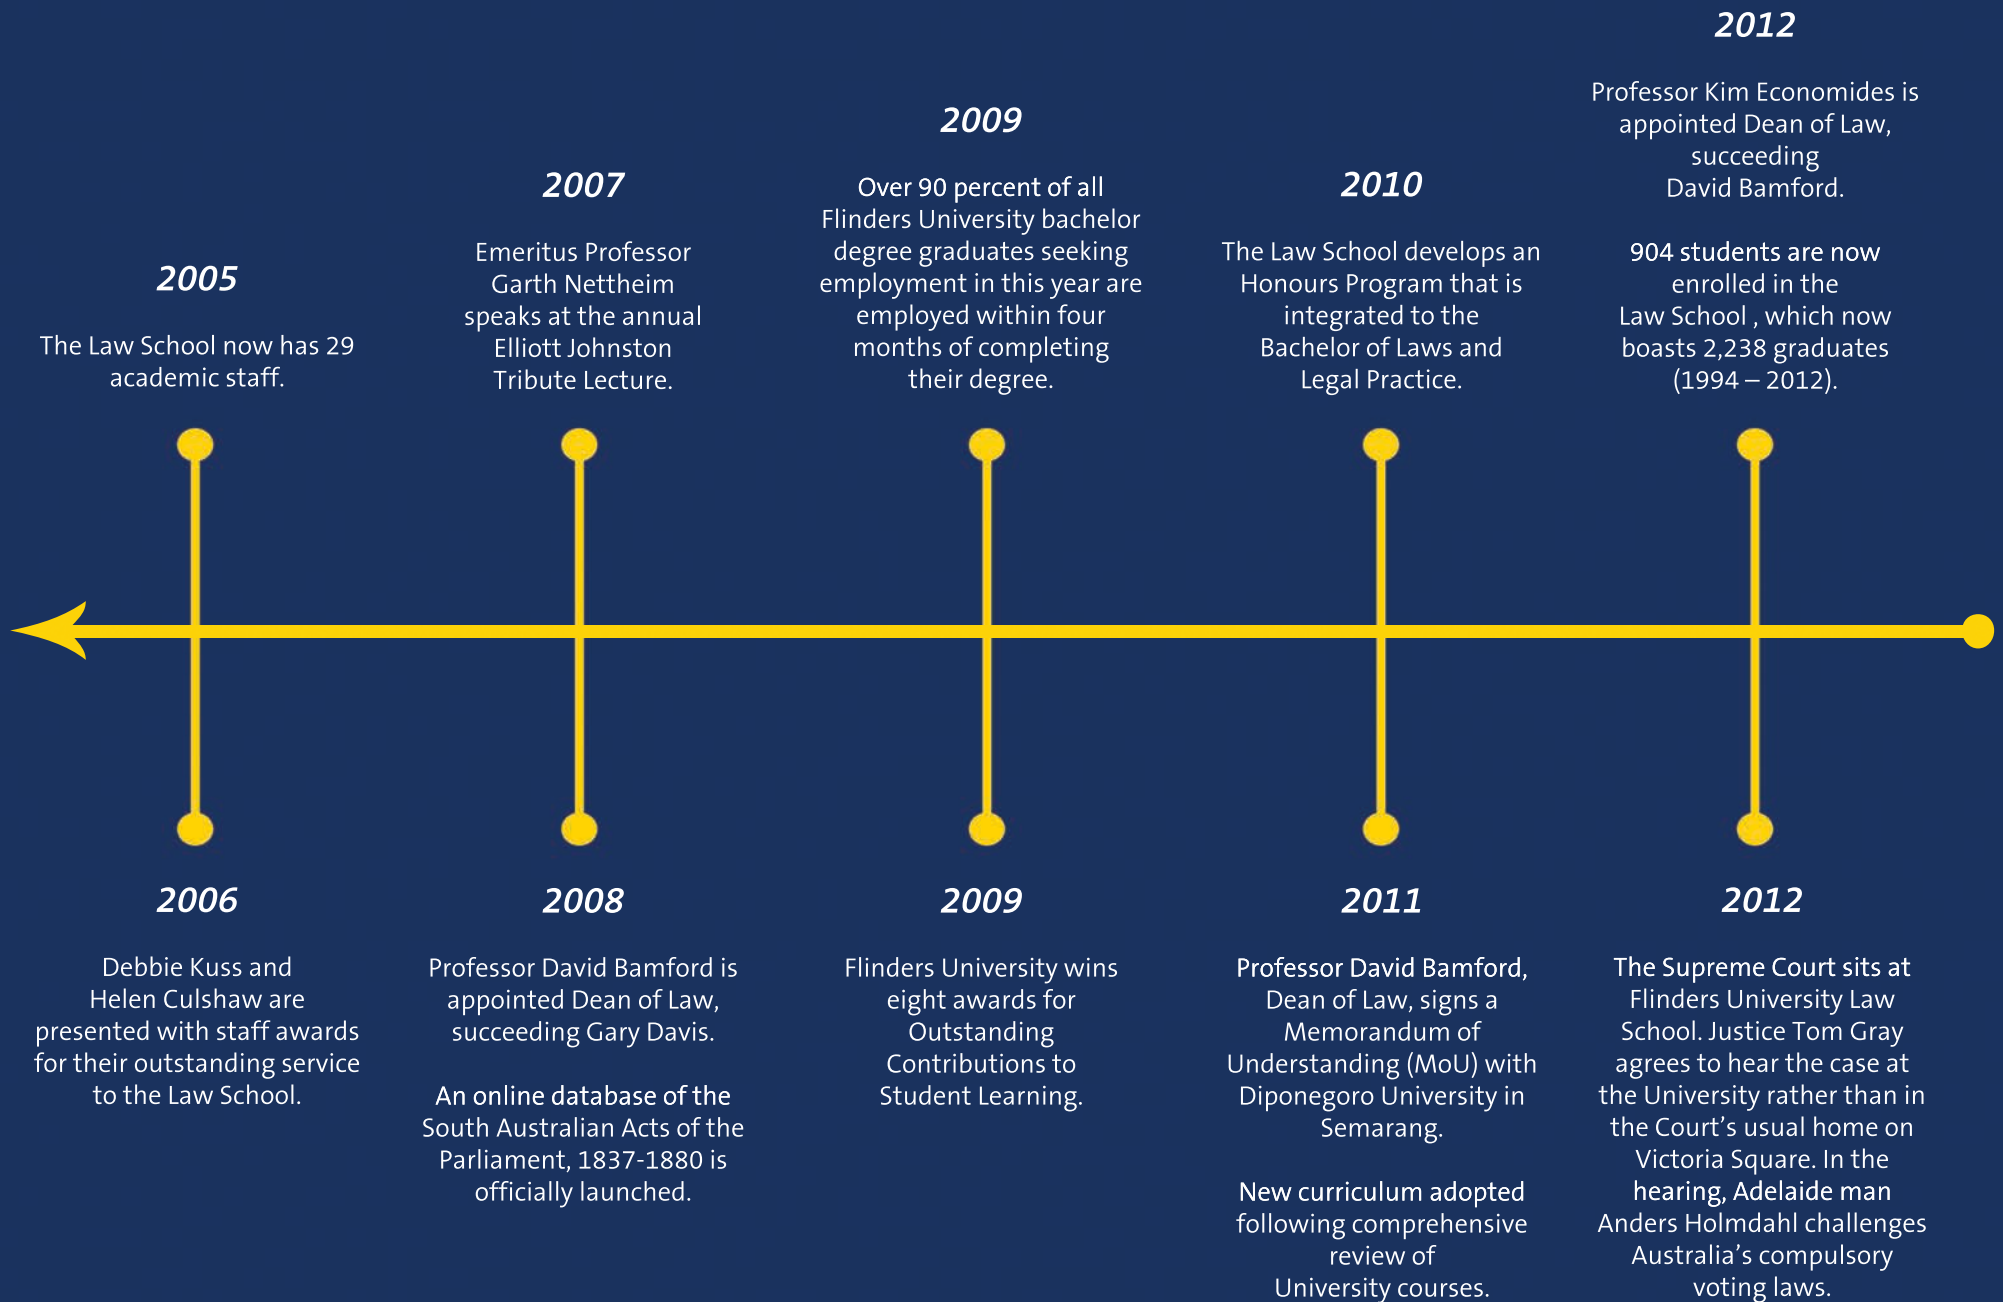 2005
The Law School now has 29
academic staff.
2007
Emeritus Professor
Garth Nettheim
speaks at the annual
Elliott Johnston
Tribute Lecture.
2009
Over 90 percent of all
Flinders University bachelor
degree graduates seeking
employment in this year are
employed within four
months of completing
their degree.
2010
The Law School develops an
Honours Program that is
integrated to the
Bachelor of Laws and
Legal Practice.
2012
Professor Kim Economides is
appointed Dean of Law,
succeeding
David Bamford.
904 students are now
enrolled in the
Law School , which now
boasts 2,238 graduates
(1994 – 2012).
2006
Debbie Kuss and
Helen Culshaw are
presented with staff awards
for their outstanding service
to the Law School.
2008
Professor David Bamford is
appointed Dean of Law,
succeeding Gary Davis.
An online database of the
South Australian Acts of the
Parliament, 1837-1880 is
officially launched.
2009
Flinders University wins
eight awards for
Outstanding
Contributions to
Student Learning.
2011
Professor David Bamford,
Dean of Law, signs a
Memorandum of
Understanding (MoU) with
Diponegoro University in
Semarang.
New curriculum adopted
following comprehensive
review of
University courses.
2012
The Supreme Court sits at
Flinders University Law
School. Justice Tom Gray
agrees to hear the case at
the University rather than in
the Court’s usual home on
Victoria Square. In the
hearing, Adelaide man
Anders Holmdahl challenges
Australia’s compulsory
voting laws.